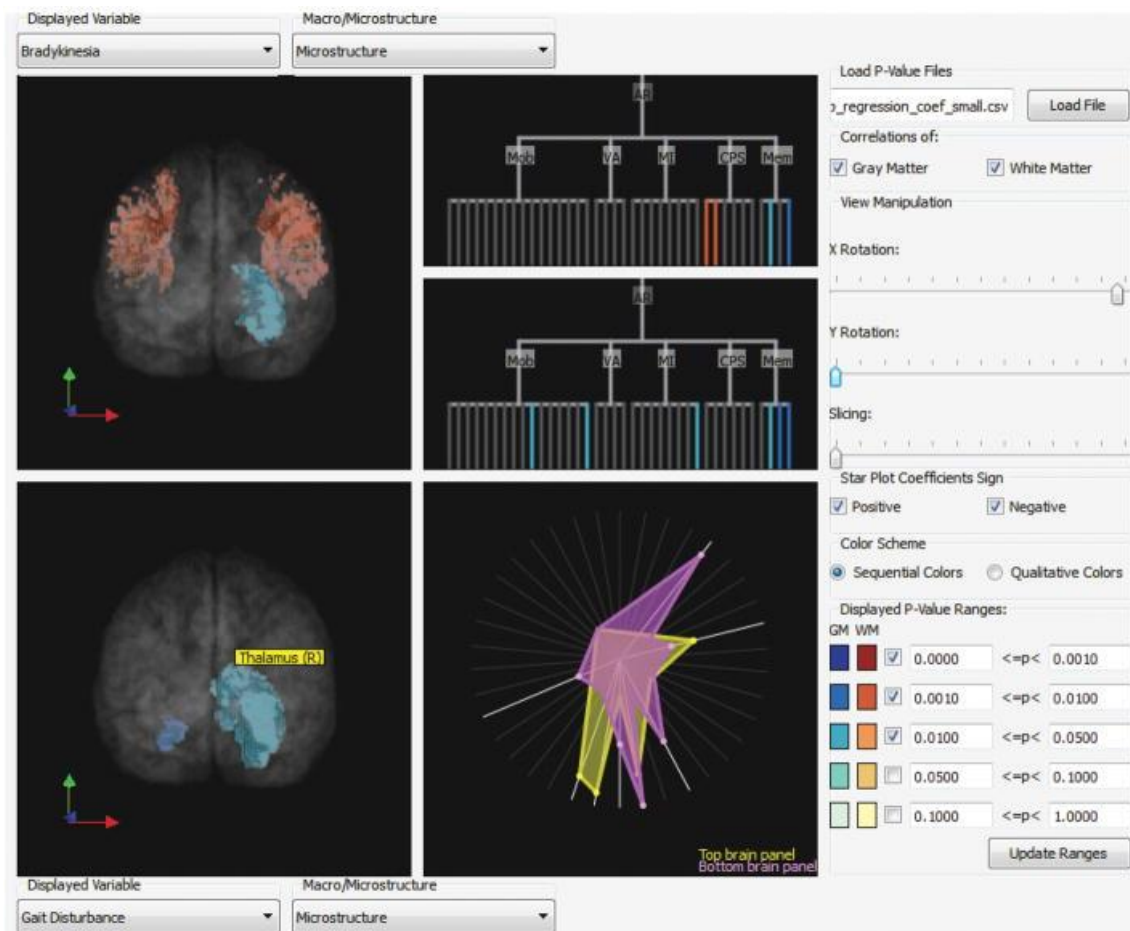 Displayed Variable
Macro/Microstructure
Bradykinesia
Microstructure
Load P-Value Files
o_regression_coef_small.csv
Load File
Correlations of:
Gray Matter
White Matter
View Manipulation
X Rotation:
Y Rotation:
Slicing:
AR
Mob
VA
MI
CPS
Mem
AR
Mob
VA
MI
CPS
Mem
Star Plot Coefficients Sign
Positive
Negative
Color Scheme
Sequential Colors
Qualitative Colors
Displayed P-Value Ranges:
GM WM
0.0000 <=p< 0.0010
0.0010 <=p< 0.0100
0.0100 <=p< 0.0500
0.0500 <=p< 0.1000
0.1000 <=p< 1.0000
Update Ranges
Thalamus (R)
Top brain panel
Bottom brain panel
Displayed Variable
Macro/Microstructure
Gait Disturbance
Microstructure